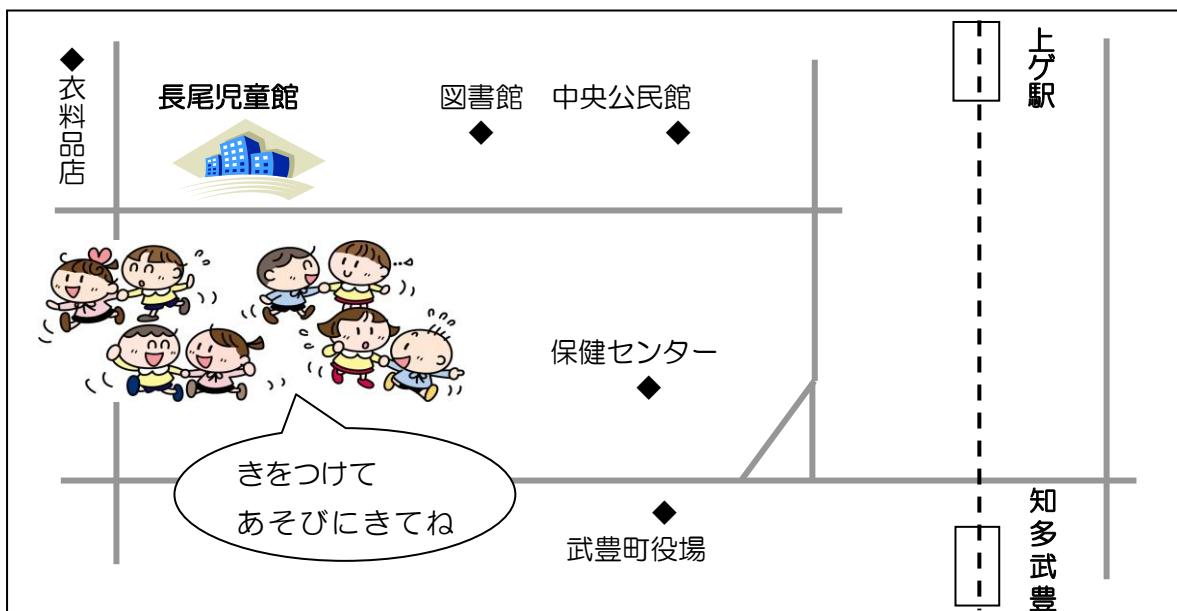 衣料品店
長尾児童館
図書館
中央公民館
上ゲ駅
保健センター
きをつけて
あそびにきてね
武豊町役場
知多武豊